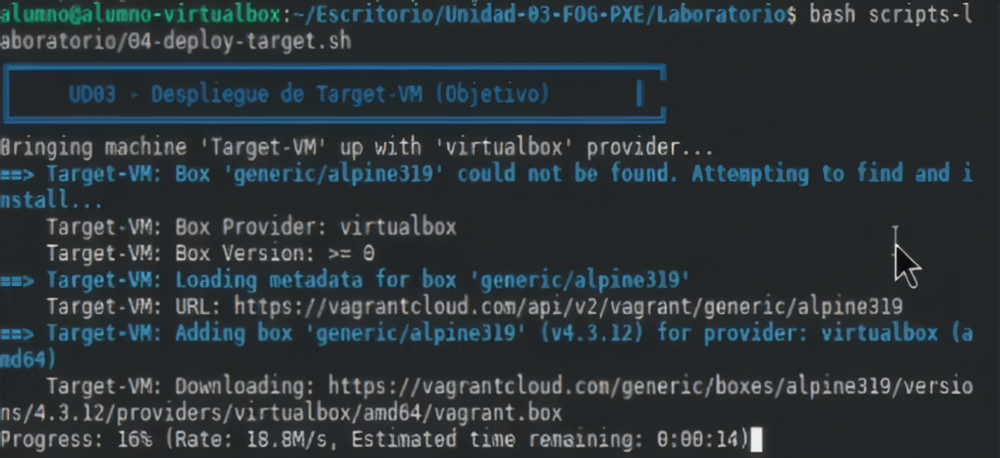 alumno@alumno-virtualbox:~/Escritorio/Unidad-03-FOG-PXE/Laboratorio$ bash scripts-l
aboratorio/04-deploy-target.sh
UD03 - Despliegue de Target-VM (Objetivo)
Bringing machine 'Target-VM' up with 'virtualbox' provider...
==> Target-VM: Box 'generic/alpine319' could not be found. Attempting to find and i
nstall...
Target-VM: Box Provider: virtualbox
Target-VM: Box Version: >= 0
==> Target-VM: Loading metadata for box 'generic/alpine319'
Target-VM: URL: https://vagrantcloud.com/api/v2/vagrant/generic/alpine319
==> Target-VM: Adding box 'generic/alpine319' (v4.3.12) for provider: virtualbox (a
md64)
Target-VM: Downloading: https://vagrantcloud.com/generic/boxes/alpine319/versio
ns/4.3.12/providers/virtualbox/amd64/vagrant.box
Progress: 16% (Rate: 18.8M/s, Estimated time remaining: 0:00:14)